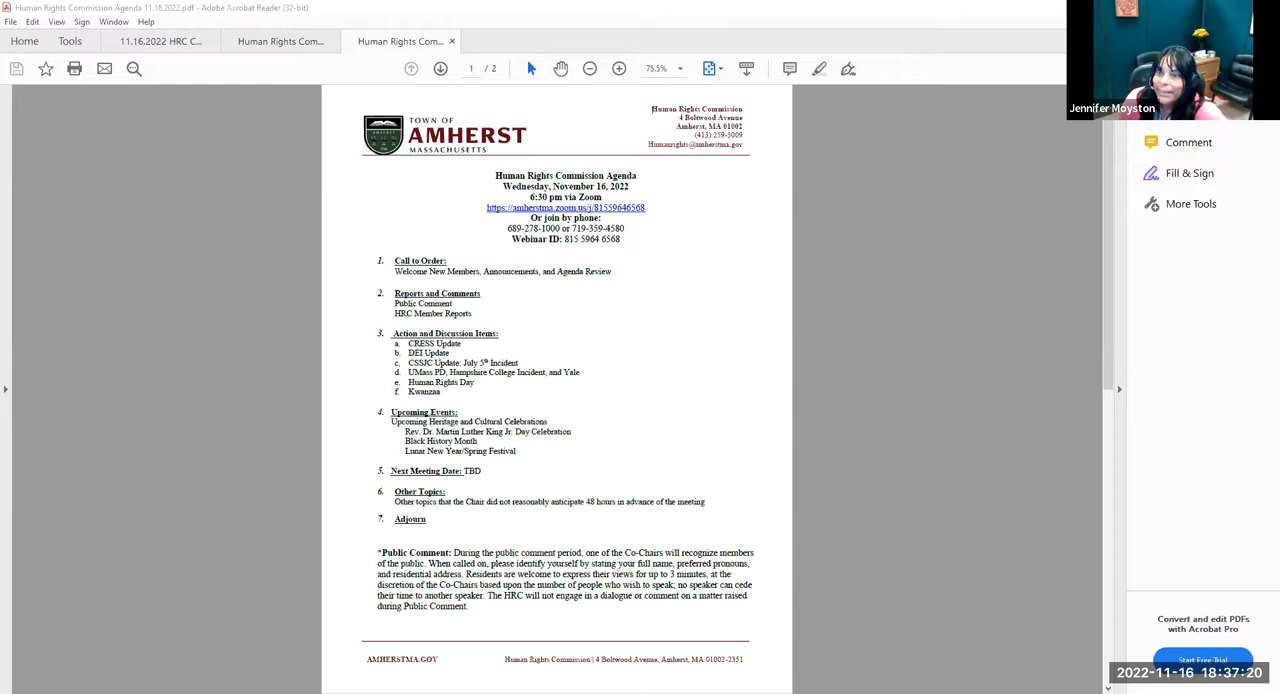 Human Rights Commission Agenda 11.16.2022.pdf - Adobe Acrobat Reader (32-bit)
File Edit View Sign Window Help
Home Tools 11.16.2022 HRC C... Human Rights Com... Human Rights Com... ×
1 / 2 75.5%
Jennifer Moyston
Comment
Fill & Sign
More Tools
TOWN OF
AMHERST
MASSACHUSETTS
Human Rights Commission
4 Boltwood Avenue
Amherst, MA 01002
(413) 259-3009
Humanrights@amherstma.gov
Human Rights Commission Agenda
Wednesday, November 16, 2022
6:30 pm via Zoom
https://amherstma.zoom.us/j/81559646568
Or join by phone:
689-278-1000 or 719-359-4580
Webinar ID: 815 5964 6568
1. Call to Order:
Welcome New Members, Announcements, and Agenda Review
2. Reports and Comments
Public Comment
HRC Member Reports
3. Action and Discussion Items:
a. CRESS Update
b. DEI Update
c. CSSJC Update: July 5th Incident
d. UMass PD, Hampshire College Incident, and Yale
e. Human Rights Day
f. Kwanzaa
4. Upcoming Events:
Upcoming Heritage and Cultural Celebrations
Rev. Dr. Martin Luther King Jr. Day Celebration
Black History Month
Lunar New Year/Spring Festival
5. Next Meeting Date: TBD
6. Other Topics:
Other topics that the Chair did not reasonably anticipate 48 hours in advance of the meeting
7. Adjourn
*Public Comment: During the public comment period, one of the Co-Chairs will recognize members
of the public. When called on, please identify yourself by stating your full name, preferred pronouns,
and residential address. Residents are welcome to express their views for up to 3 minutes, at the
discretion of the Co-Chairs based upon the number of people who wish to speak; no speaker can cede
their time to another speaker. The HRC will not engage in a dialogue or comment on a matter raised
during Public Comment.
AMHERSTMA.GOV Human Rights Commission | 4 Boltwood Avenue, Amherst, MA 01002-2351
Convert and edit PDFs
with Acrobat Pro
Start Free Trial
2022-11-16 18:37:20